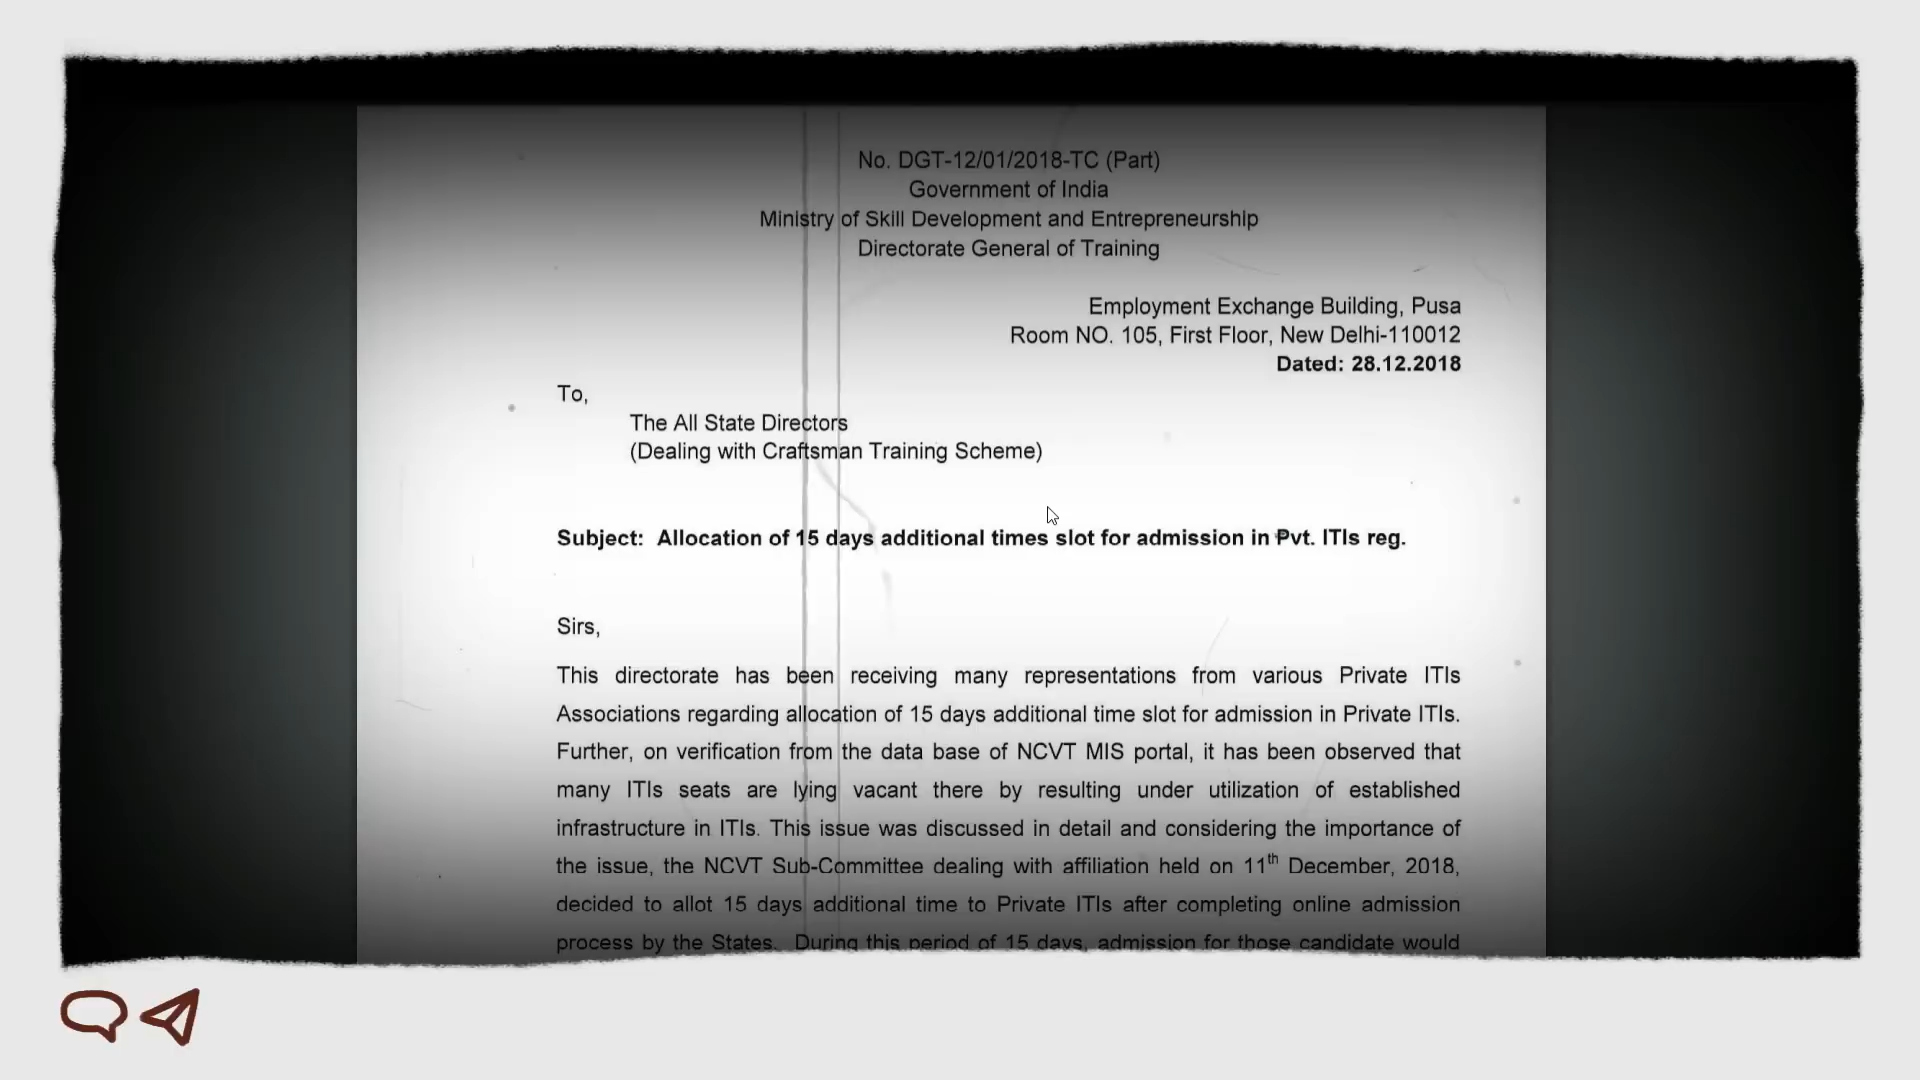 No. DGT-12/01/2018-TC (Part)
Government of India
Ministry of Skill Development and Entrepreneurship
Directorate General of Training
Employment Exchange Building, Pusa
Room NO. 105, First Floor, New Delhi-110012
Dated: 28.12.2018
To,
The All State Directors
(Dealing with Craftsman Training Scheme)
Subject: Allocation of 15 days additional times slot for admission in Pvt. ITIs reg.
Sirs,
This directorate has been receiving many representations from various Private ITIs
Associations regarding allocation of 15 days additional time slot for admission in Private ITIs.
Further, on verification from the data base of NCVT MIS portal, it has been observed that
many ITIs seats are lying vacant there by resulting under utilization of established
infrastructure in ITIs. This issue was discussed in detail and considering the importance of
the issue, the NCVT Sub-Committee dealing with affiliation held on 11th December, 2018,
decided to allot 15 days additional time to Private ITIs after completing online admission
process by the States. During this period of 15 days, admission for those candidate would